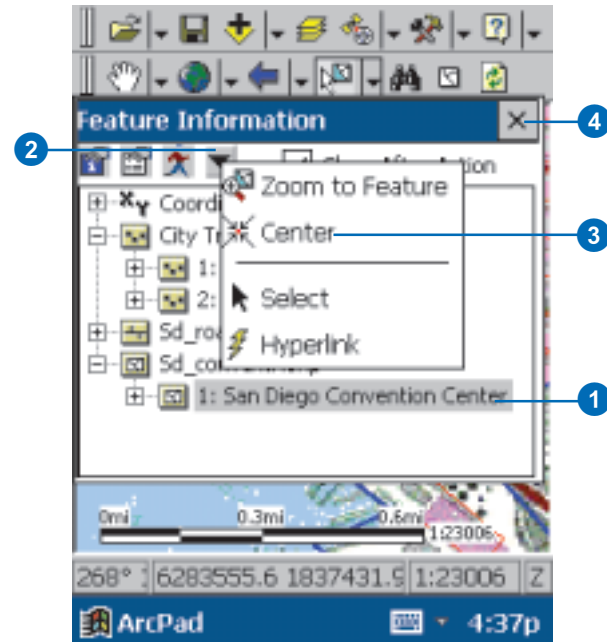 Feature Information
4
2
Zoom to Feature
Coordi
City T
Center
3
1:
2:
Select
Sd_roa
Hyperlink
Sd_con
1: San Diego Convention Center
1
0mi 0.3mi 0.6mi
1:23006
268° 6283555.6 1837431.9 1:23006 Z
ArcPad 4:37p